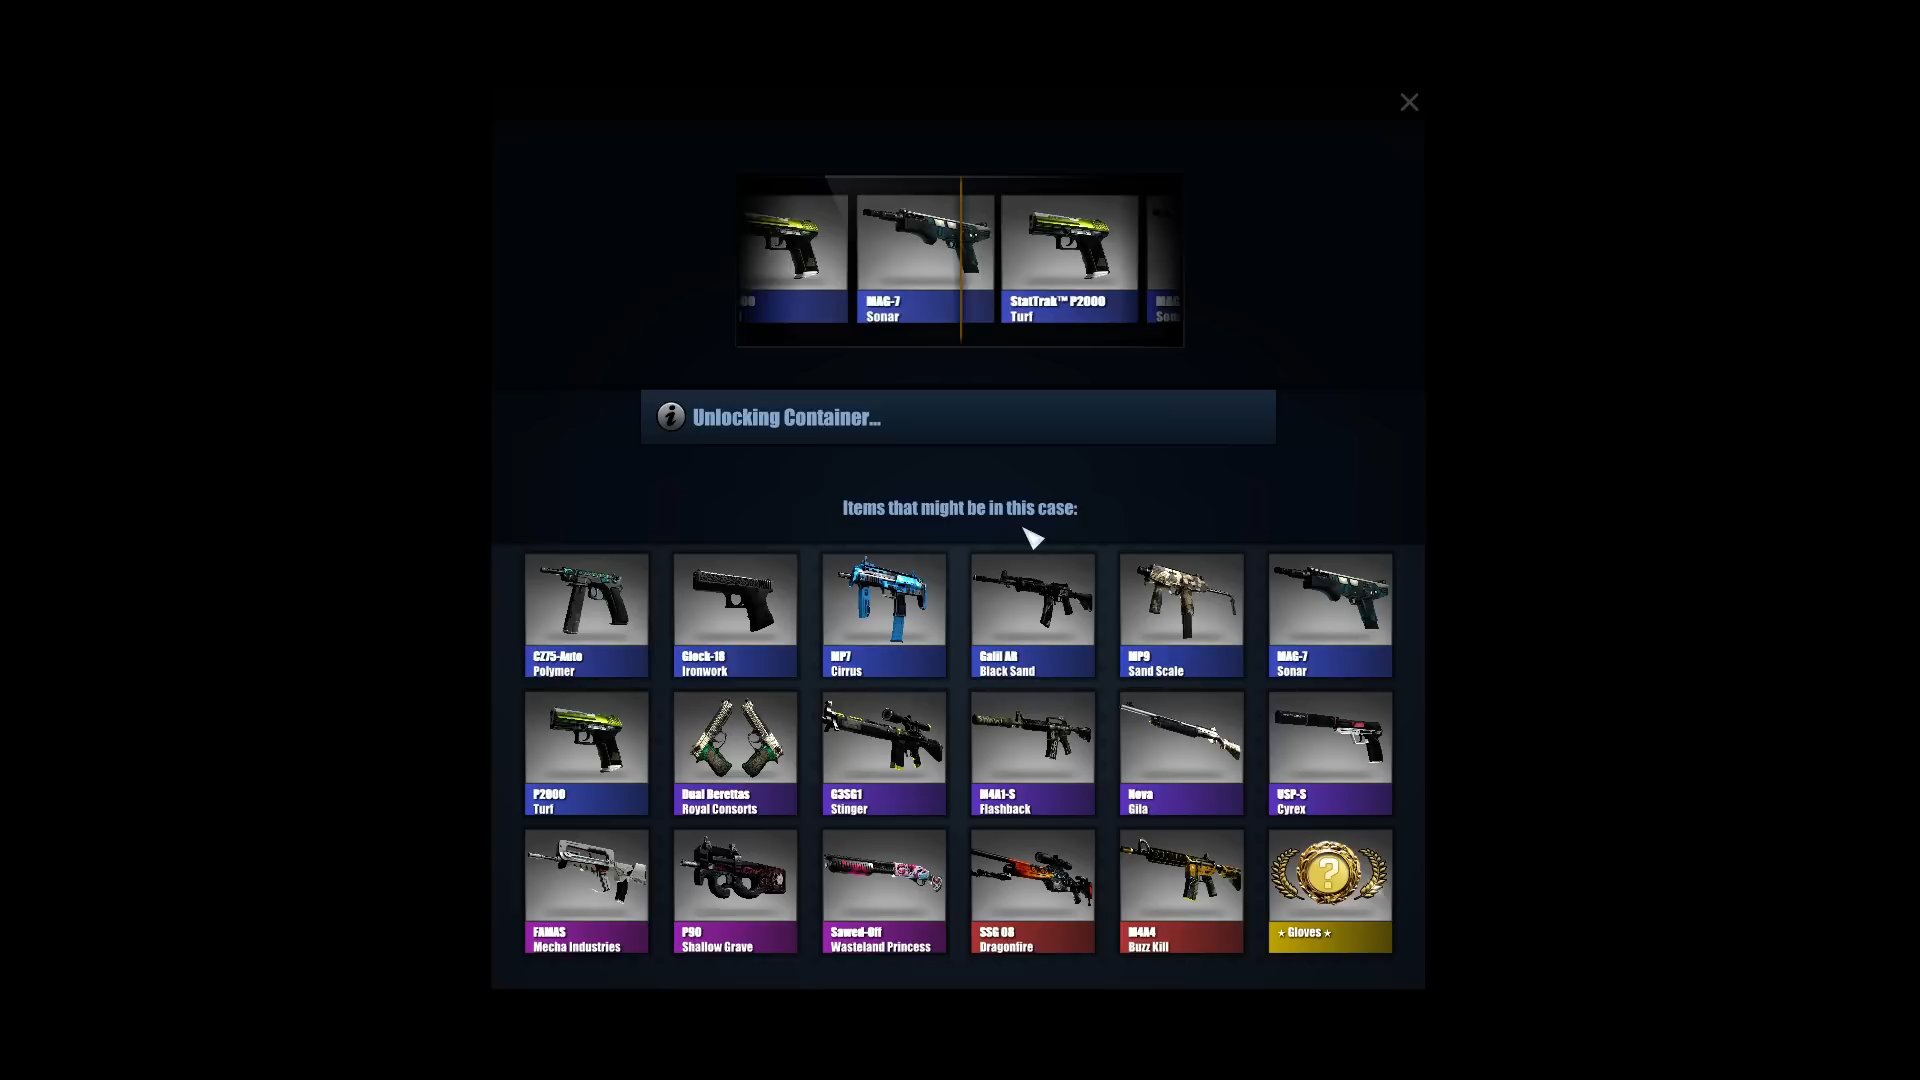 00
MAG-7
Sonar
StatTrak™ P2000
Turf
MAG
Son
Unlocking Container...
Items that might be in this case:
CZ75-Auto
Polymer
Glock-18
Ironwork
MP7
Cirrus
Galil AR
Black Sand
MP9
Sand Scale
MAG-7
Sonar
P2000
Turf
Dual Berettas
Royal Consorts
G3SG1
Stinger
M4A1-S
Flashback
Nova
Gila
USP-S
Cyrex
FAMAS
Mecha Industries
P90
Shallow Grave
Sawed-Off
Wasteland Princess
SSG 08
Dragonfire
M4A4
Buzz Kill
★ Gloves ★
?